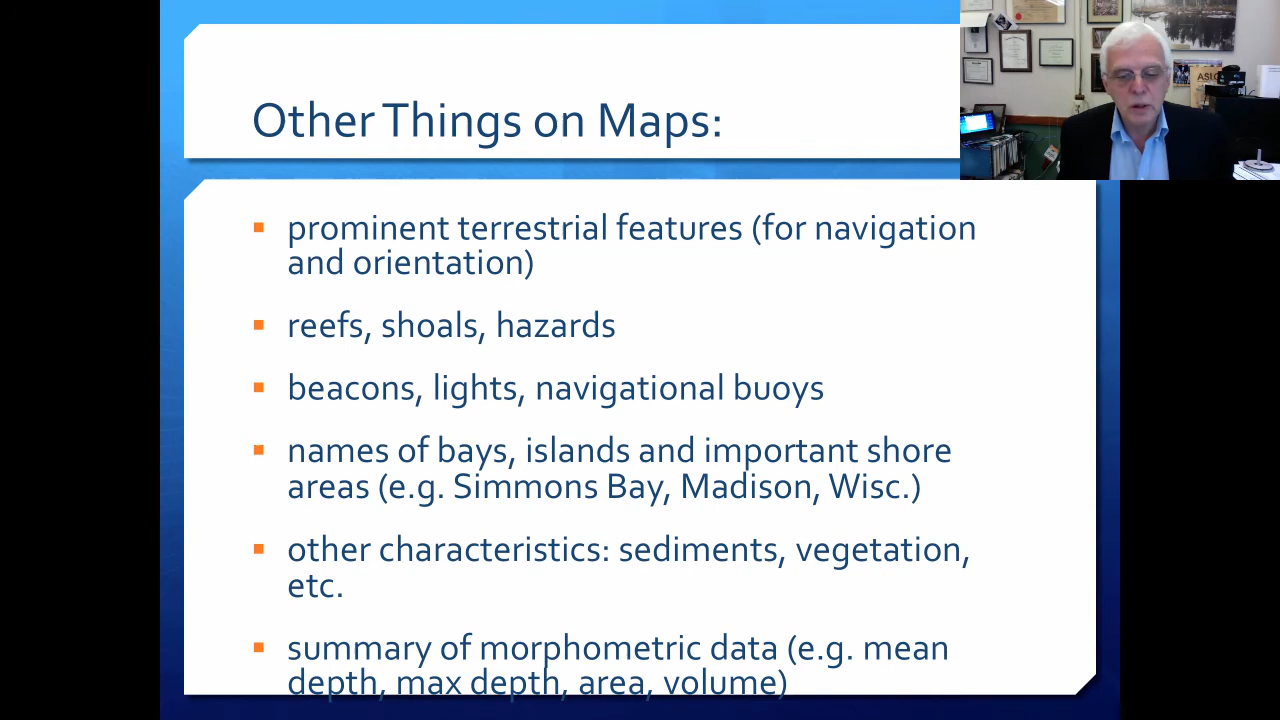 Other Things on Maps:
prominent terrestrial features (for navigation
and orientation)
reefs, shoals, hazards
beacons, lights, navigational buoys
names of bays, islands and important shore
areas (e.g. Simmons Bay, Madison, Wisc.)
other characteristics: sediments, vegetation,
etc.
summary of morphometric data (e.g. mean
depth, max depth, area, volume)